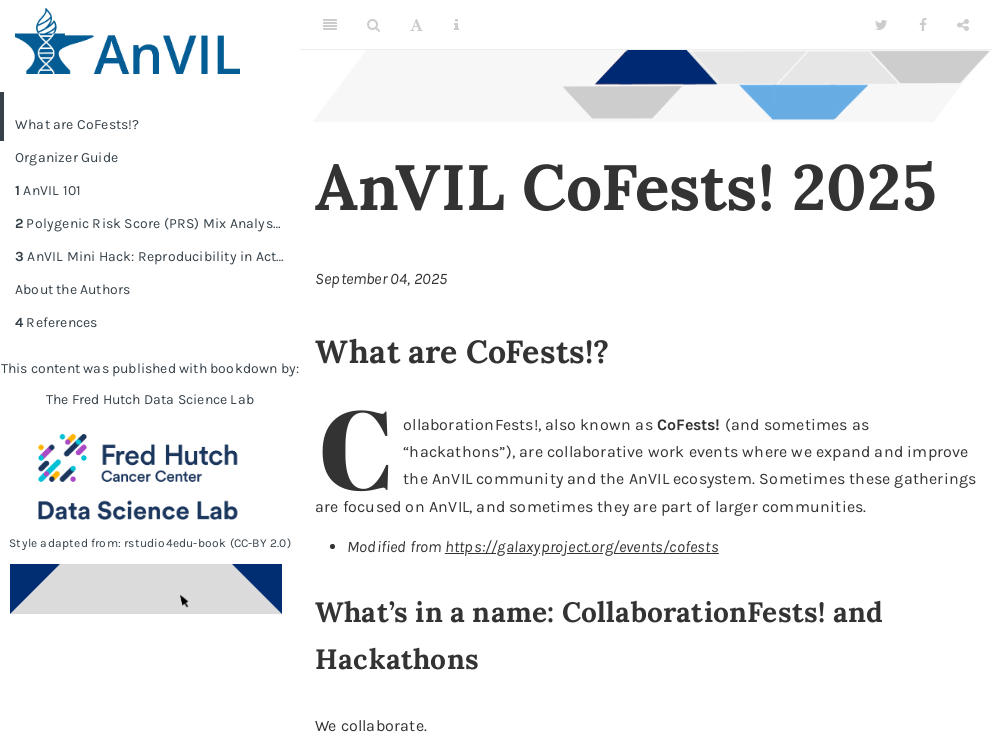 AnVIL
What are CoFests!?
Organizer Guide
1 AnVIL 101
2 Polygenic Risk Score (PRS) Mix Analys…
3 AnVIL Mini Hack: Reproducibility in Act…
About the Authors
4 References
This content was published with bookdown by:
The Fred Hutch Data Science Lab
Fred Hutch
Cancer Center
Data Science Lab
Style adapted from: rstudio4edu-book (CC-BY 2.0)
A
AnVIL CoFests! 2025
September 04, 2025
What are CoFests!?
CollaborationFests!, also known as CoFests! (and sometimes as
“hackathons”), are collaborative work events where we expand and improve
the AnVIL community and the AnVIL ecosystem. Sometimes these gatherings
are focused on AnVIL, and sometimes they are part of larger communities.
• Modified from https://galaxyproject.org/events/cofests
What’s in a name: CollaborationFests! and
Hackathons
We collaborate.